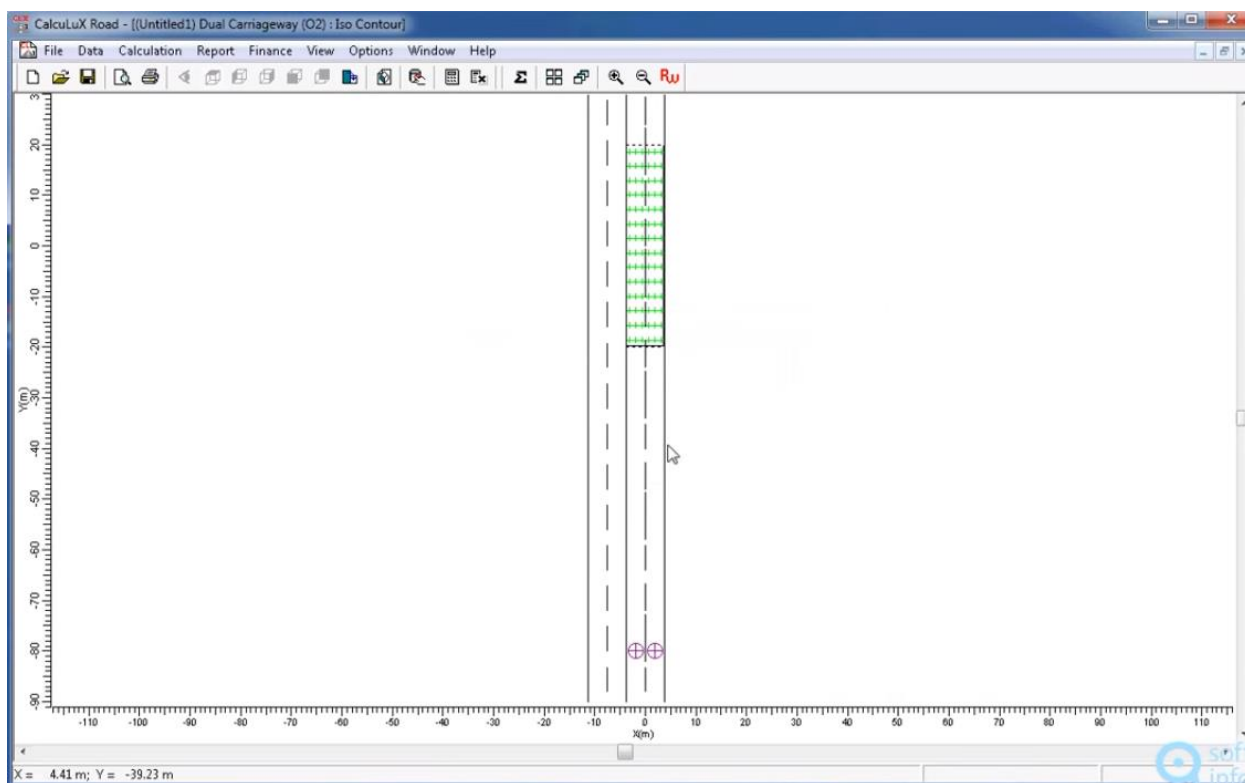 CalcuLuX Road - [(Untitled1) Dual Carriageway (O2) : Iso Contour]
File Data Calculation Report Finance View Options Window Help
Σ RW
3
20
10
0
-10
-20
-30
-40
-50
-60
-70
-80
-90
Y(m)
-110 -100 -90 -80 -70 -60 -50 -40 -30 -20 -10 0 10 20 30 40 50 60 70 80 90 100 110
X(m)
X = 4.41 m; Y = -39.23 m